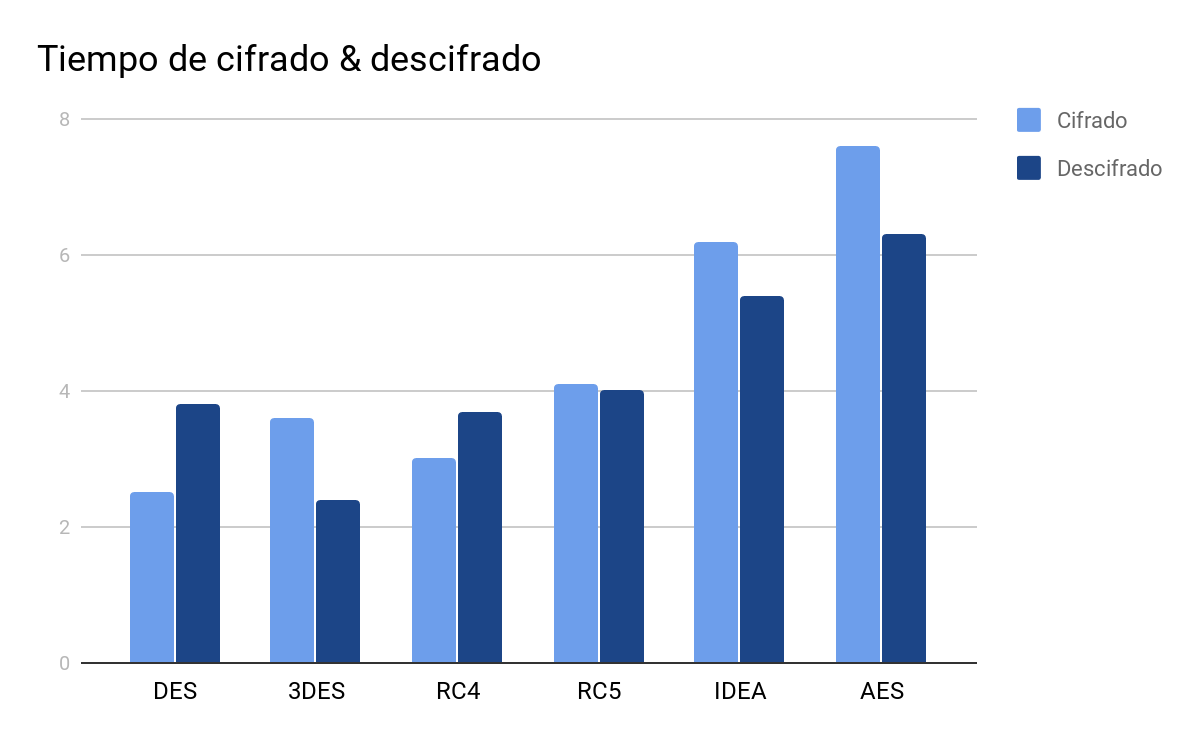 Tiempo de cifrado & descifrado
8
6
4
2
0
DES 3DES RC4 RC5 IDEA AES
Cifrado
Descifrado